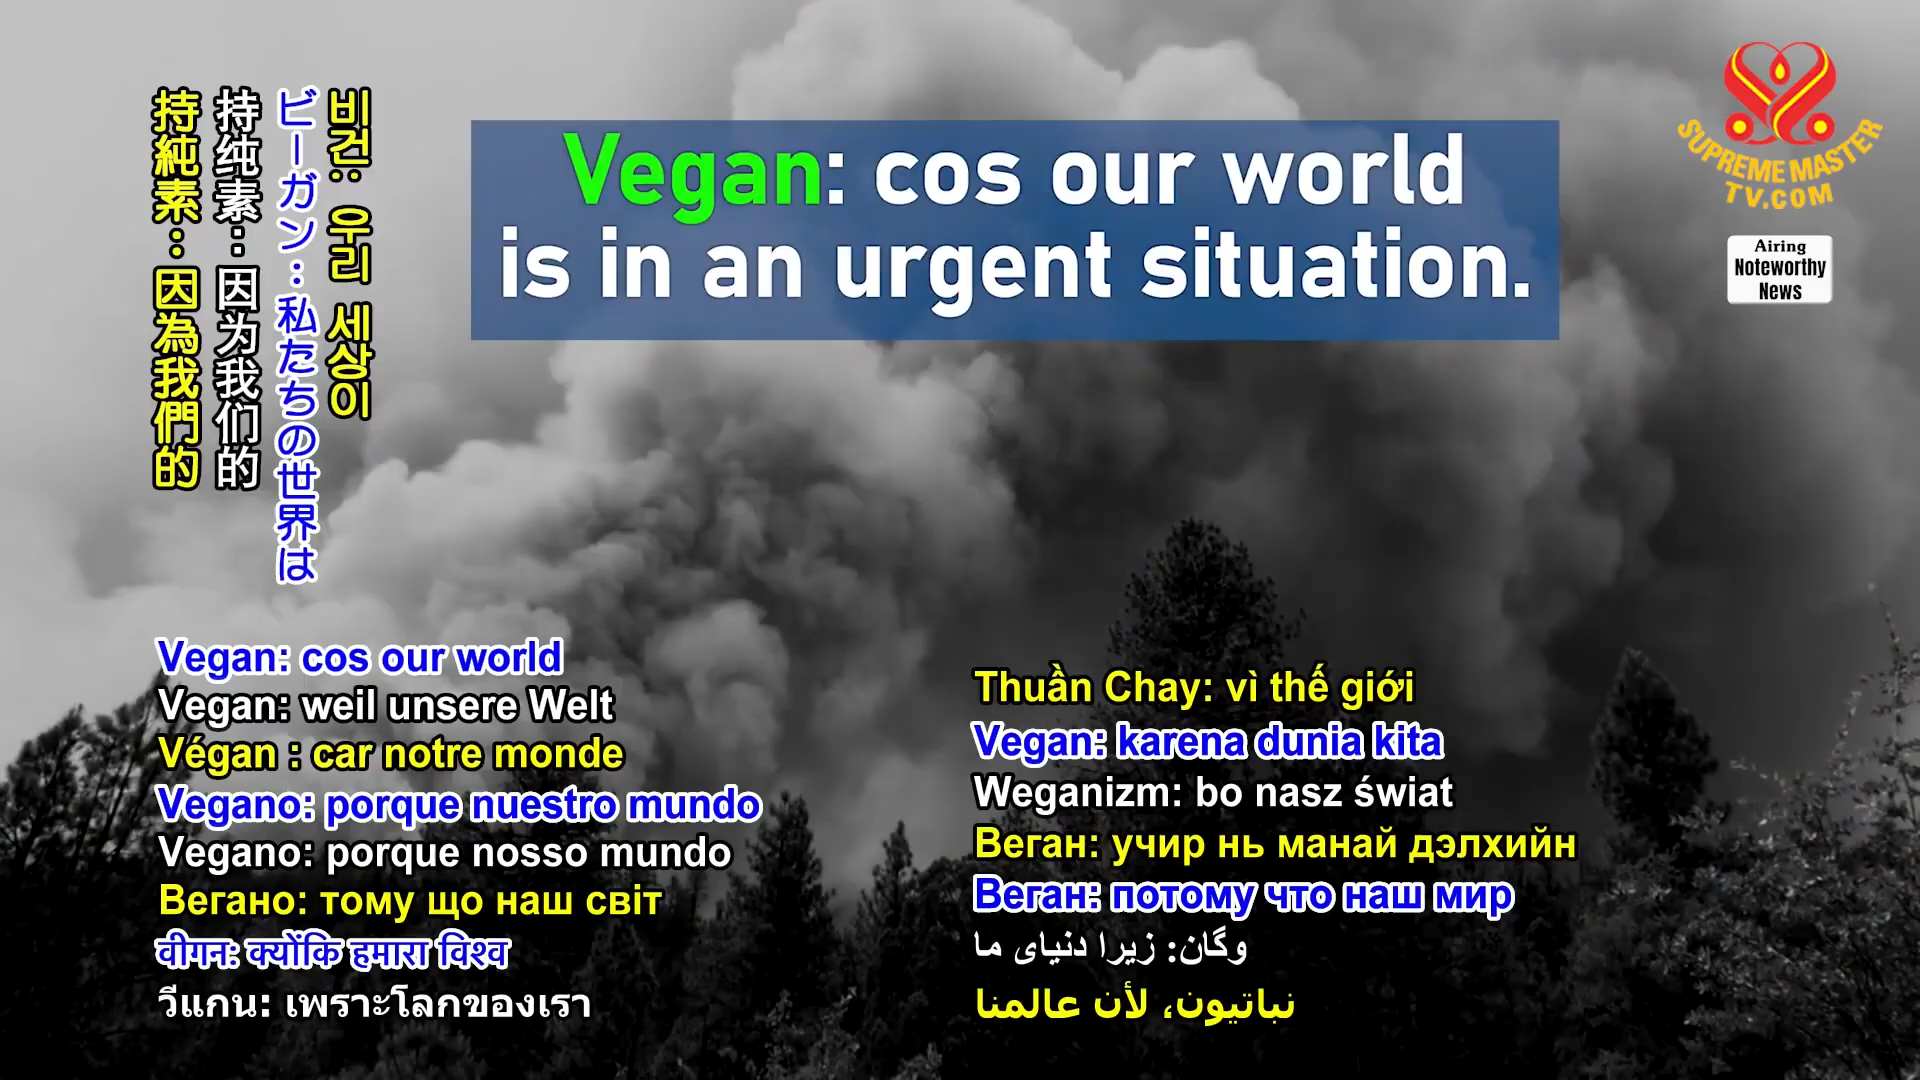 Vegan: cos our world
is in an urgent situation.
SUPREME MASTER
TV.COM
Airing
Noteworthy
News
비건: 우리 세상이
ビーガン：私たちの世界は
持纯素：因为我们的
持純素：因為我們的
Vegan: cos our world
Vegan: weil unsere Welt
Végan : car notre monde
Vegano: porque nuestro mundo
Vegano: porque nosso mundo
Вегано: тому що наш світ
वीगन: क्योंकि हमारा विश्व
วีแกน: เพราะโลกของเรา
Thuần Chay: vì thế giới
Vegan: karena dunia kita
Weganizm: bo nasz świat
Веган: учир нь манай дэлхийн
Веган: потому что наш мир
وگان: زیرا دنیای ما
نباتيون، لأن عالمنا